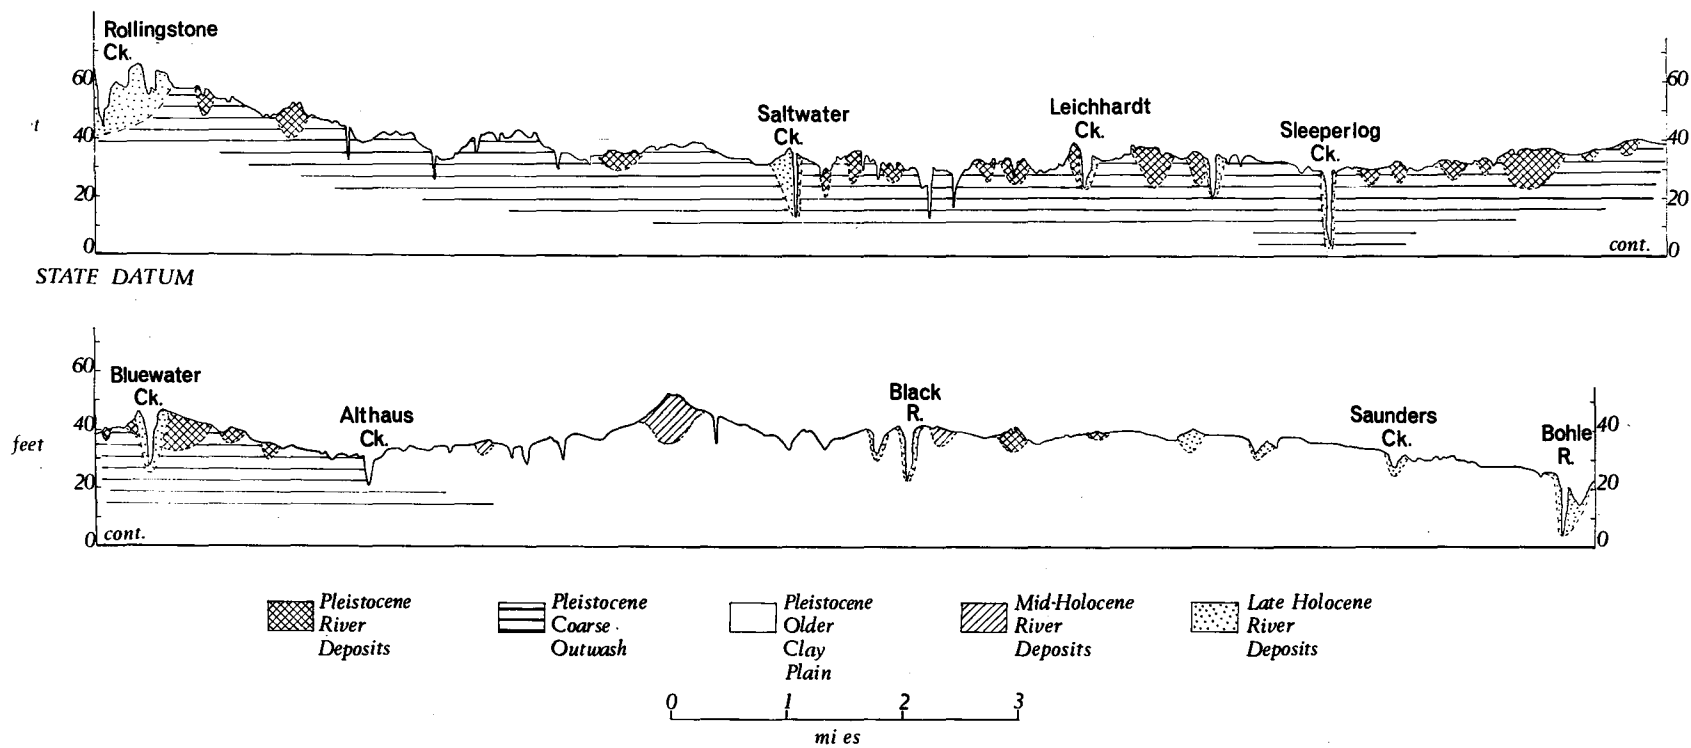 Rollingstone
Ck.
60
40
20
0
t
Saltwater
Ck.
Leichhardt
Ck.
Sleeperlog
Ck.
60
40
20
0
cont.
STATE DATUM
60
40
20
0
feet
Bluewater
Ck.
Althaus
Ck.
Black
R.
Saunders
Ck.
Bohle
R.
40
20
0
cont.
Pleistocene
River
Deposits
Pleistocene
Coarse
Outwash
Pleistocene
Older
Clay
Plain
Mid-Holocene
River
Deposits
Late Holocene
River
Deposits
0 1 2 3
mi es